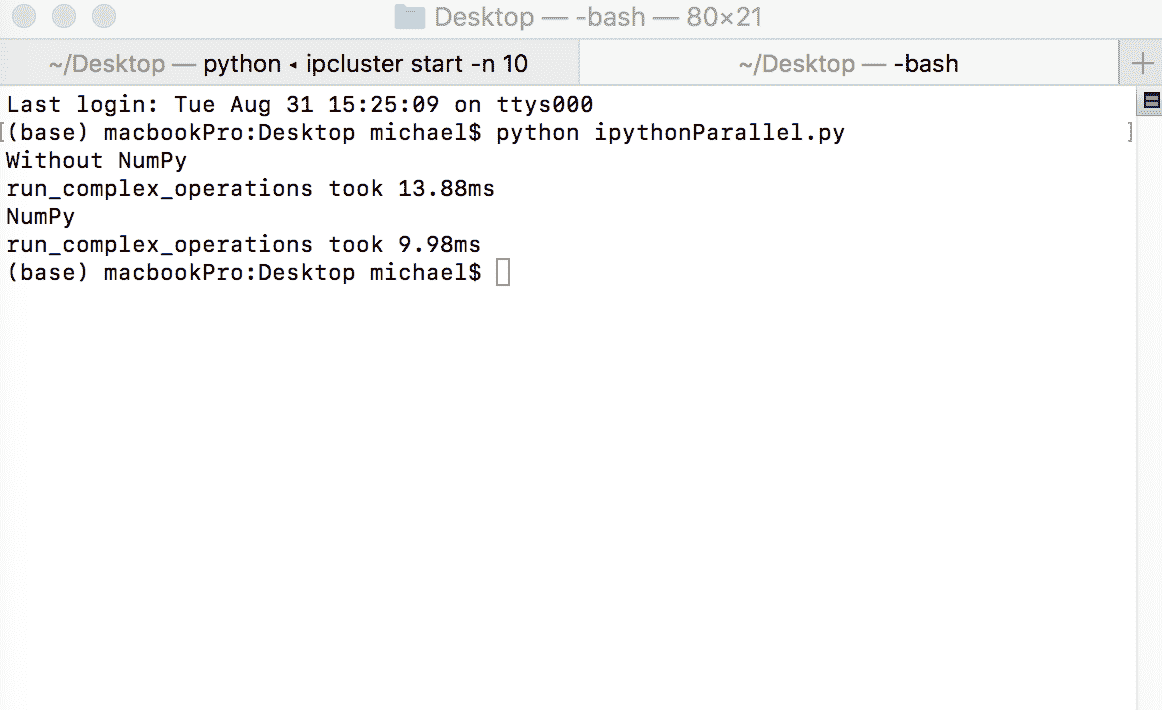 Desktop — -bash — 80×21
~/Desktop — python ◂ ipcluster start -n 10
~/Desktop — -bash
Last login: Tue Aug 31 15:25:09 on ttys000
[(base) macbookPro:Desktop michael$ python ipythonParallel.py ]
Without NumPy
run_complex_operations took 13.88ms
NumPy
run_complex_operations took 9.98ms
(base) macbookPro:Desktop michael$